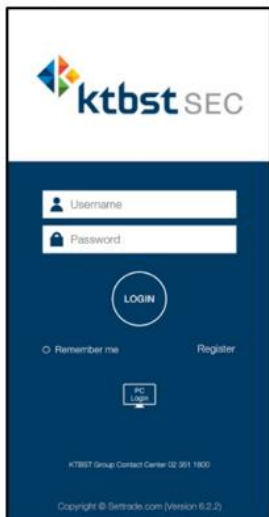 ktbst SEC
Username
Password
LOGIN
Remember me Register
PC
Login
KTBST Group Contact Center 02 351 1800
Copyright © Settrade.com (Version 6.2.2)